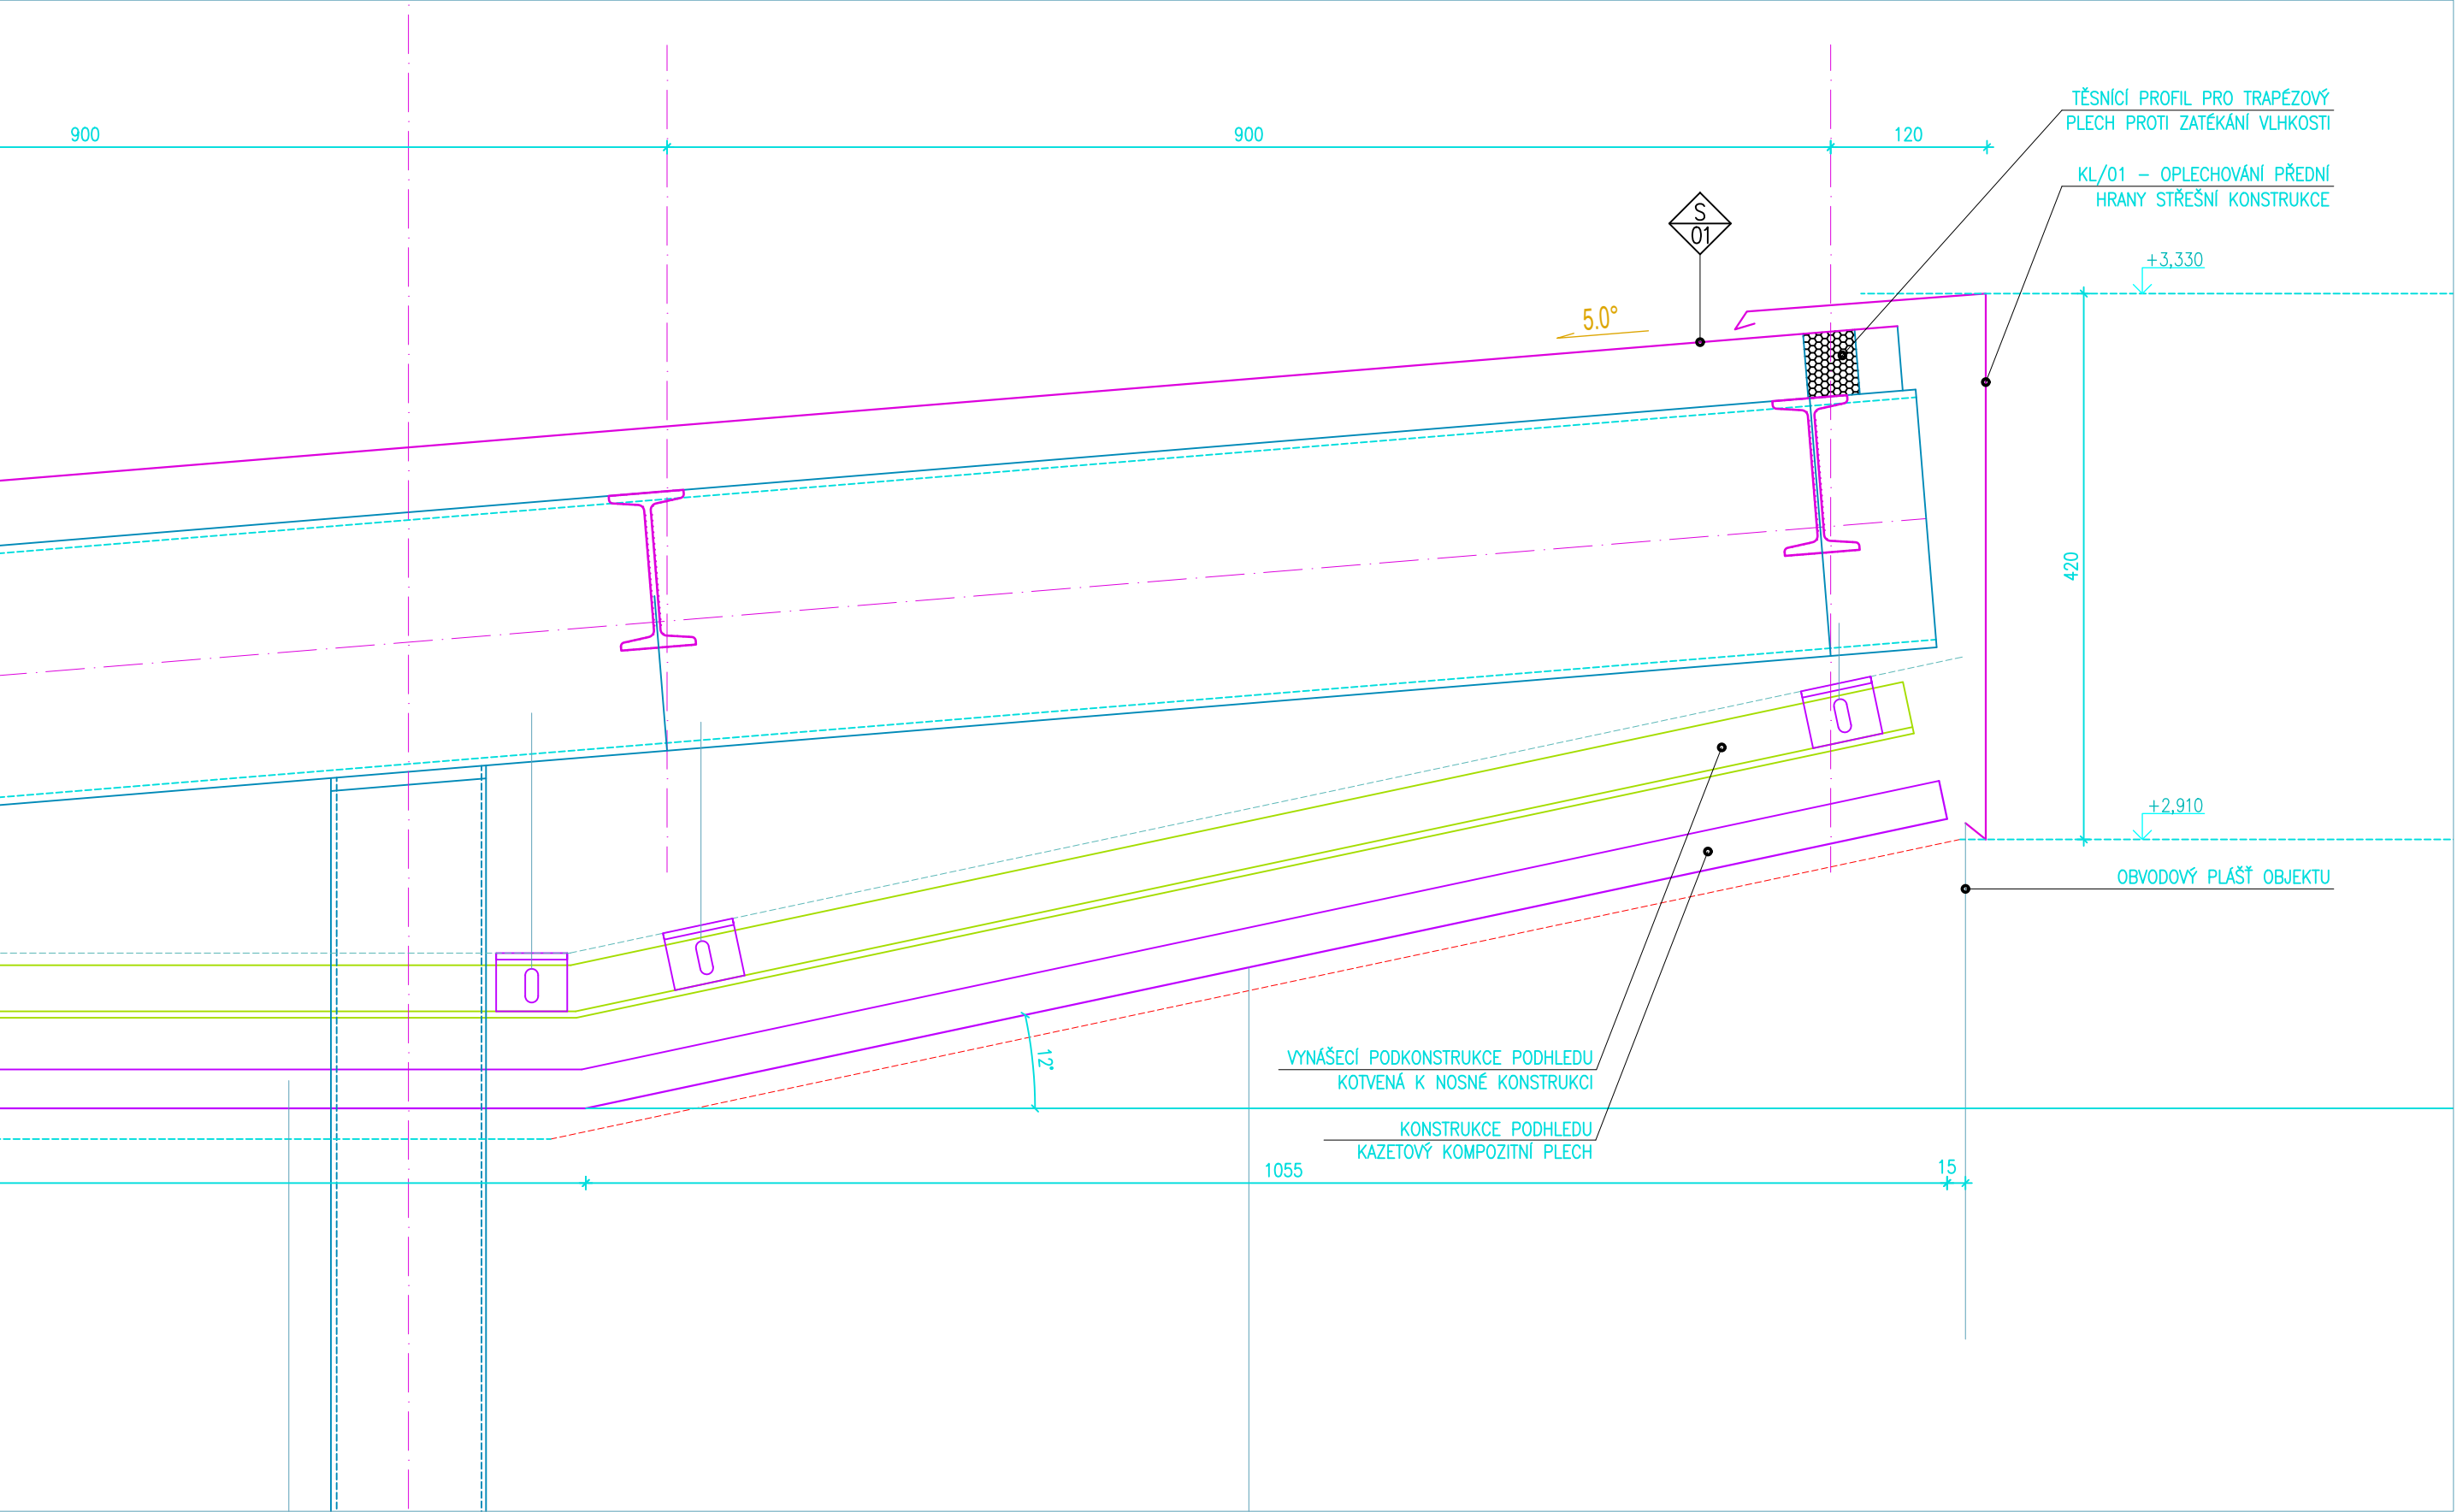 TĚSNÍCÍ PROFIL PRO TRAPÉZOVÝ
PLECH PROTI ZATÉKÁNÍ VLHKOSTI
900
900
120
KL/01 – OPLECHOVÁNÍ PŘEDNÍ
HRANY STŘEŠNÍ KONSTRUKCE
S
01
+3,330
5.0°
420
+2,910
OBVODOVÝ PLÁŠŤ OBJEKTU
12°
VYNÁŠECÍ PODKONSTRUKCE PODHLEDU
KOTVENÁ K NOSNÉ KONSTRUKCI
KONSTRUKCE PODHLEDU
KAZETOVÝ KOMPOZITNÍ PLECH
1055
15